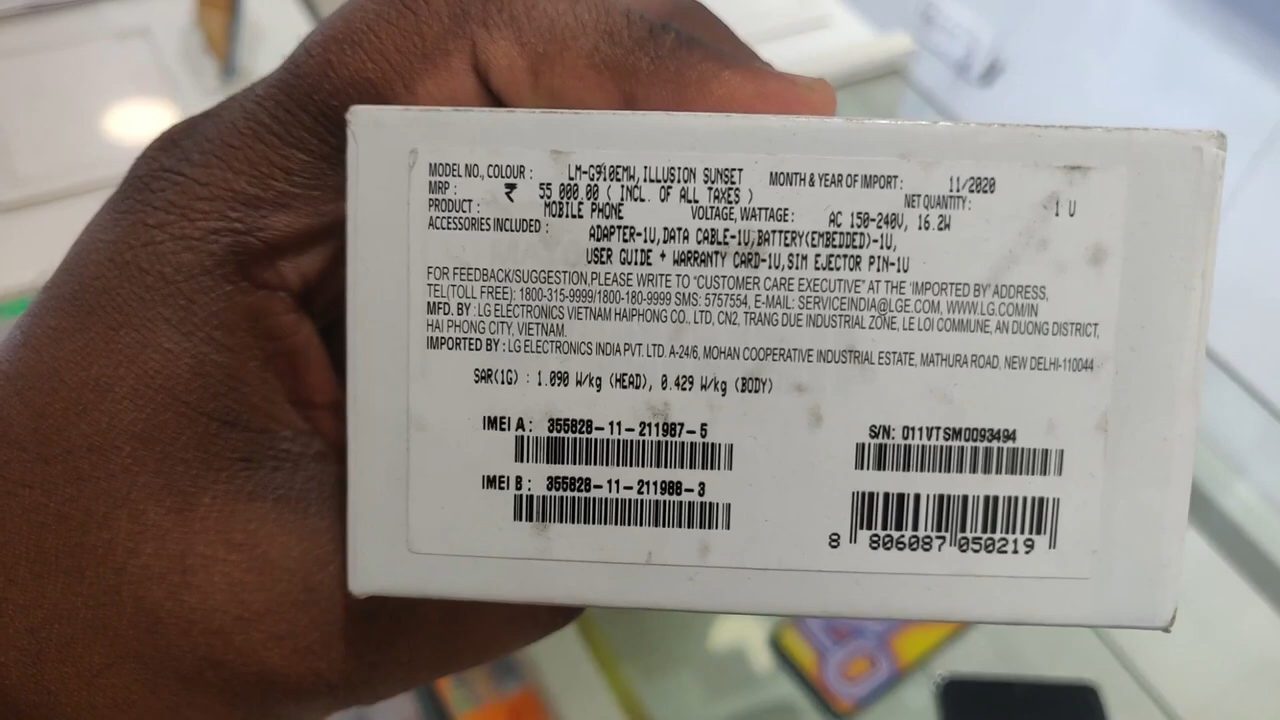 MODEL NO., COLOUR : LM-G910EMW, ILLUSION SUNSET MONTH & YEAR OF IMPORT : 11/2020
MRP : ₹ 55 000.00 ( INCL. OF ALL TAXES ) NET QUANTITY : 1 U
PRODUCT : MOBILE PHONE VOLTAGE, WATTAGE : AC 150-240V, 16.2W
ACCESSORIES INCLUDED : ADAPTER-1U,DATA CABLE-1U,BATTERY(EMBEDDED)-1U,
USER GUIDE + WARRANTY CARD-1U,SIM EJECTOR PIN-1U
FOR FEEDBACK/SUGGESTION,PLEASE WRITE TO "CUSTOMER CARE EXECUTIVE" AT THE 'IMPORTED BY' ADDRESS,
TEL(TOLL FREE): 1800-315-9999/1800-180-9999 SMS: 5757554, E-MAIL: SERVICEINDIA@LGE.COM, WWW.LG.COM/IN
MFD. BY : LG ELECTRONICS VIETNAM HAIPHONG CO., LTD, CN2, TRANG DUE INDUSTRIAL ZONE, LE LOI COMMUNE, AN DUONG DISTRICT,
HAI PHONG CITY, VIETNAM.
IMPORTED BY : LG ELECTRONICS INDIA PVT. LTD. A-24/6, MOHAN COOPERATIVE INDUSTRIAL ESTATE, MATHURA ROAD, NEW DELHI-110044
SAR(1G) : 1.090 W/kg (HEAD), 0.429 W/kg (BODY)
IMEI A : 355828-11-211987-5
S/N: 011VTSM0093494
IMEI B : 355828-11-211988-3
8 806087 050219